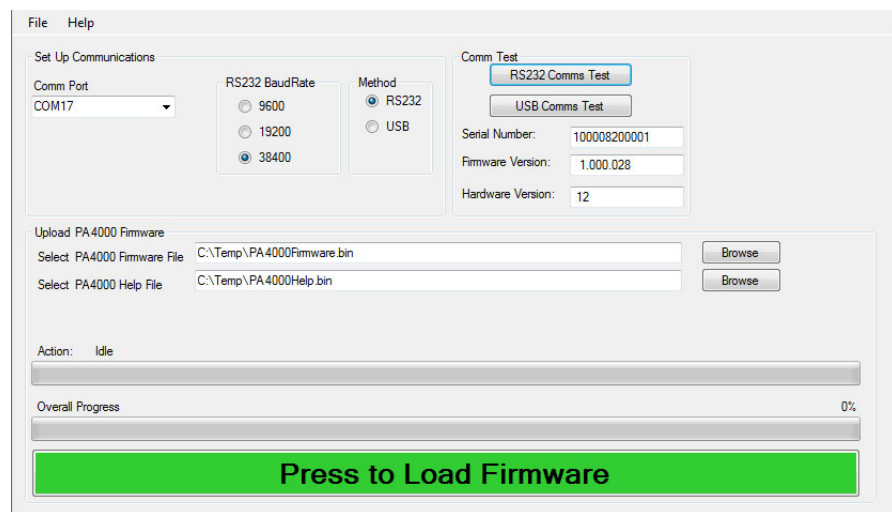 File Help
Set Up Communications
Comm Port
COM17
RS232 BaudRate
9600
19200
38400
Method
RS232
USB
Comm Test
RS232 Comms Test
USB Comms Test
Serial Number: 100008200001
Firmware Version: 1.000.028
Hardware Version: 12
Upload PA4000 Firmware
Select PA4000 Firmware File C:\Temp\PA4000Firmware.bin Browse
Select PA4000 Help File C:\Temp\PA4000Help.bin Browse
Action: Idle
Overall Progress 0%
Press to Load Firmware